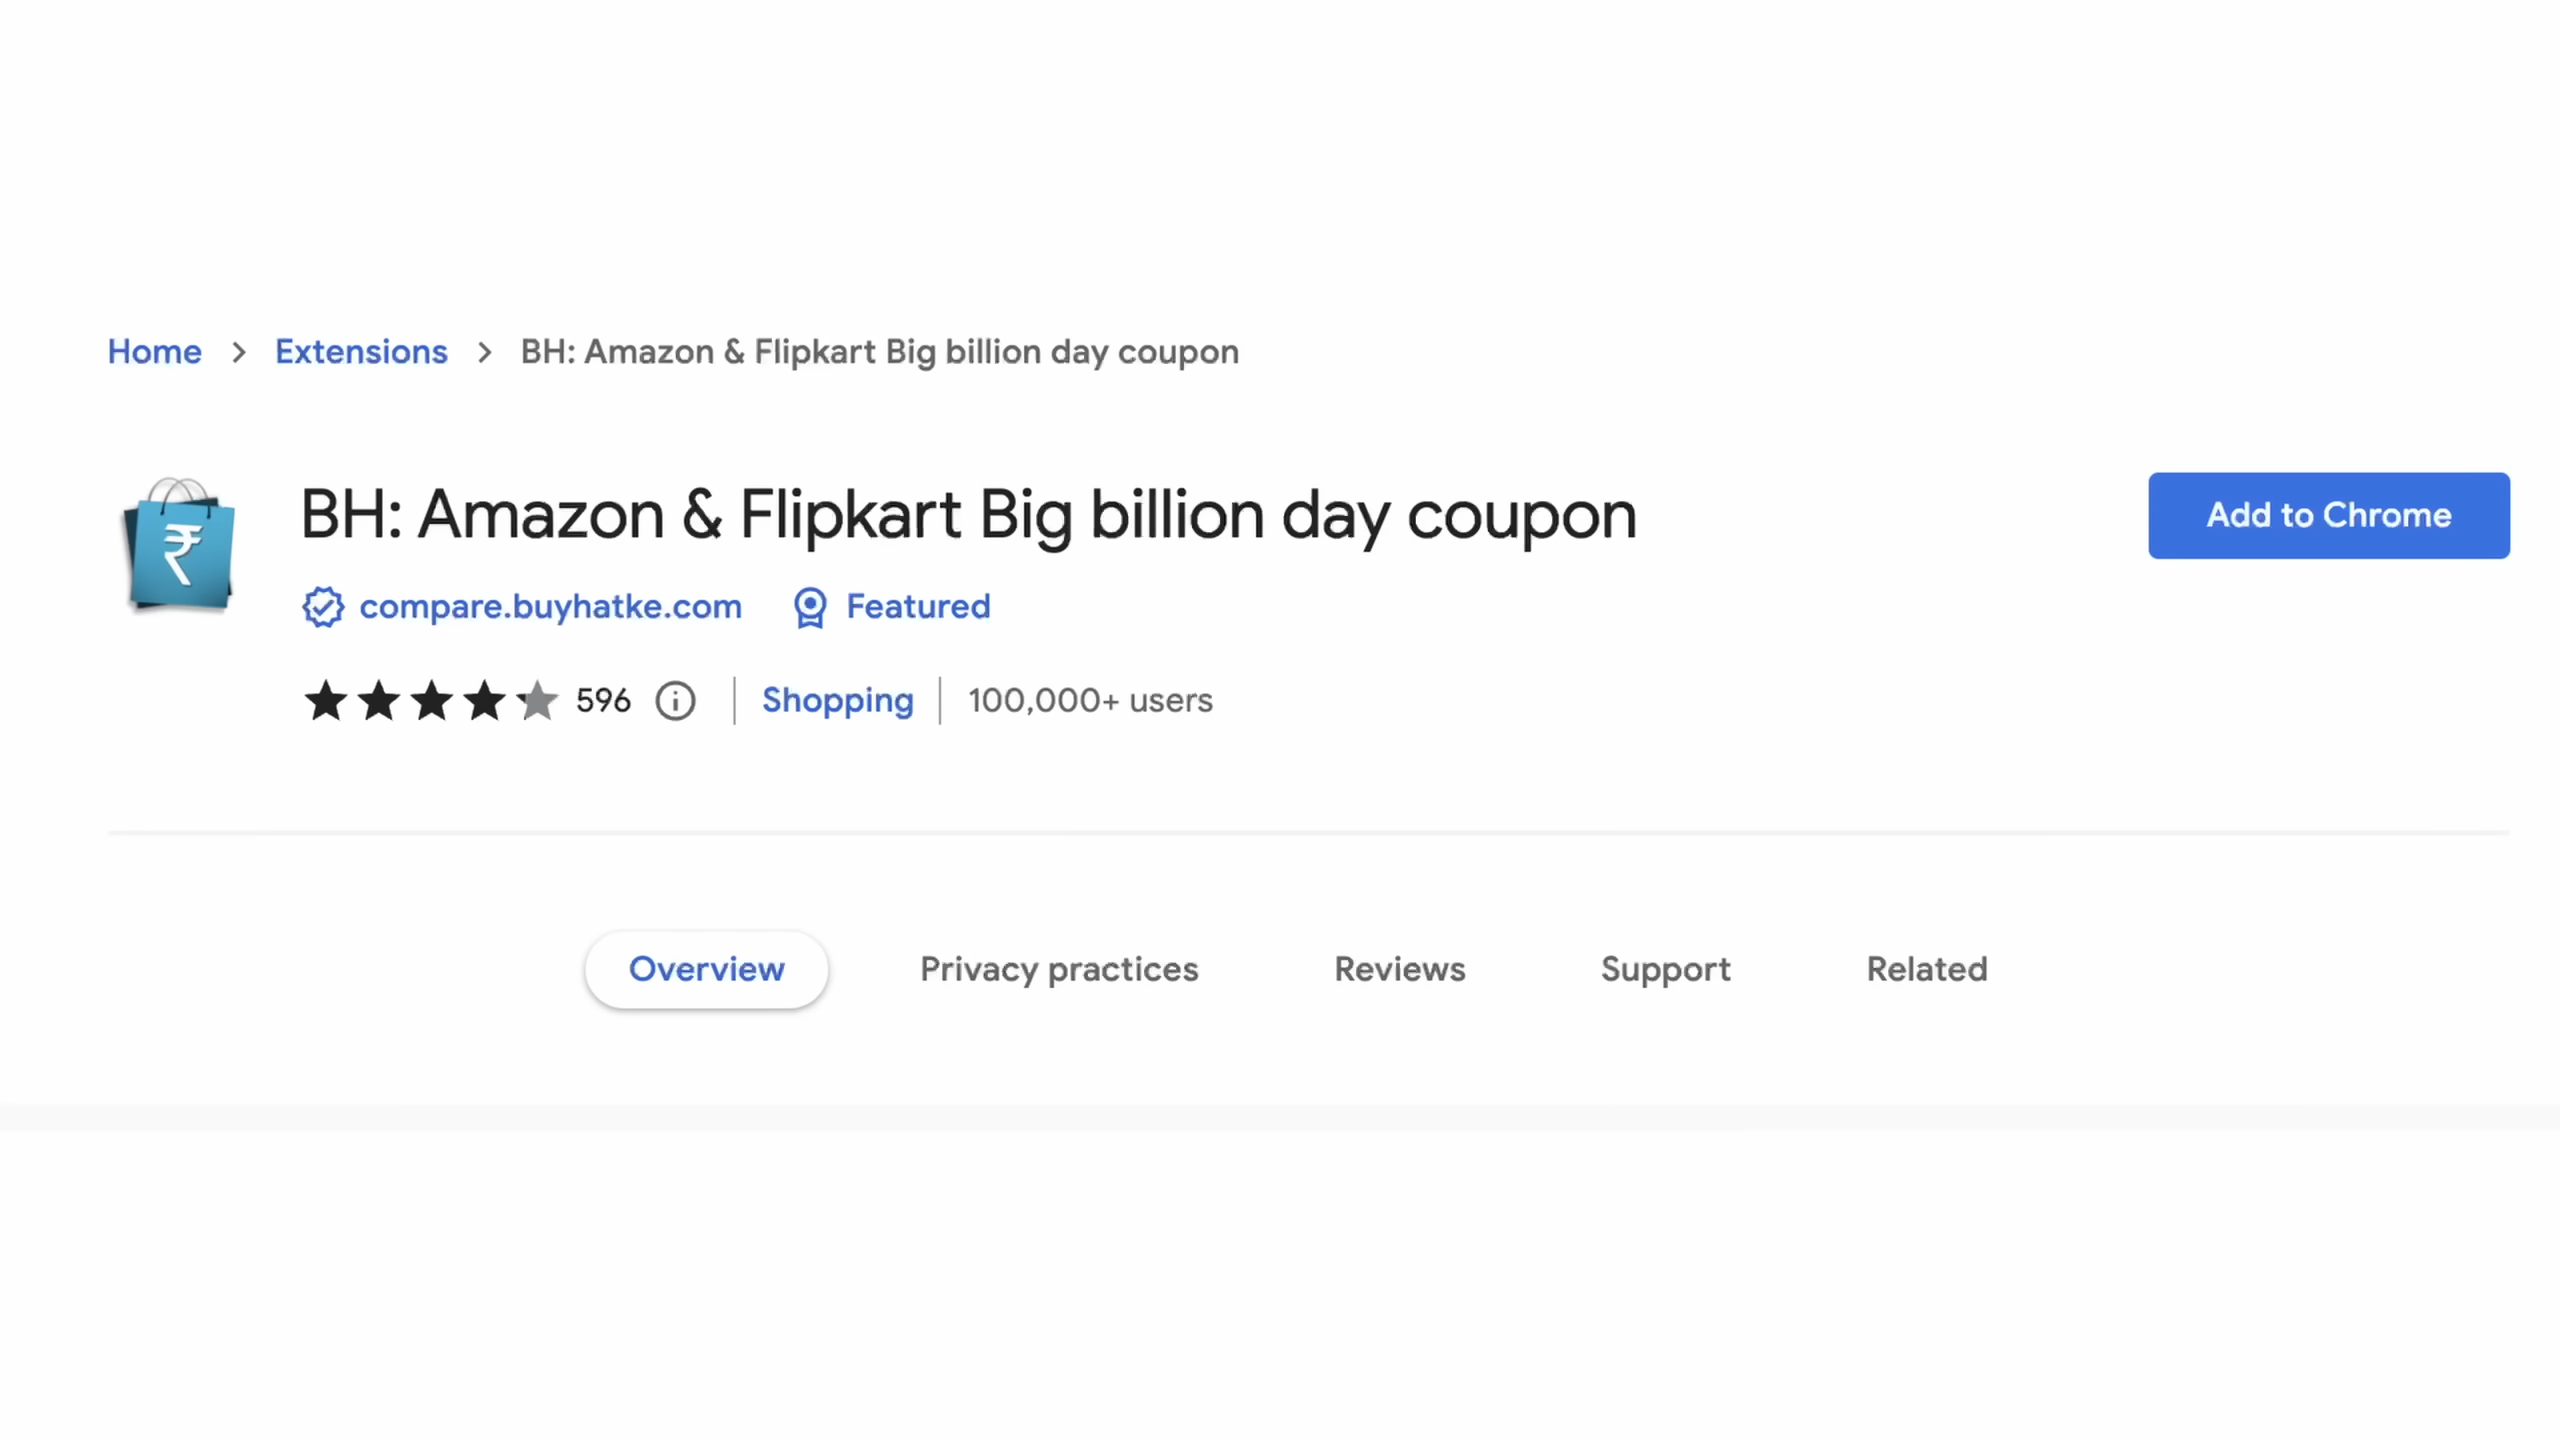 Home > Extensions > BH: Amazon & Flipkart Big billion day coupon
₹
BH: Amazon & Flipkart Big billion day coupon
Add to Chrome
compare.buyhatke.com Featured
596 Shopping 100,000+ users
Overview Privacy practices Reviews Support Related